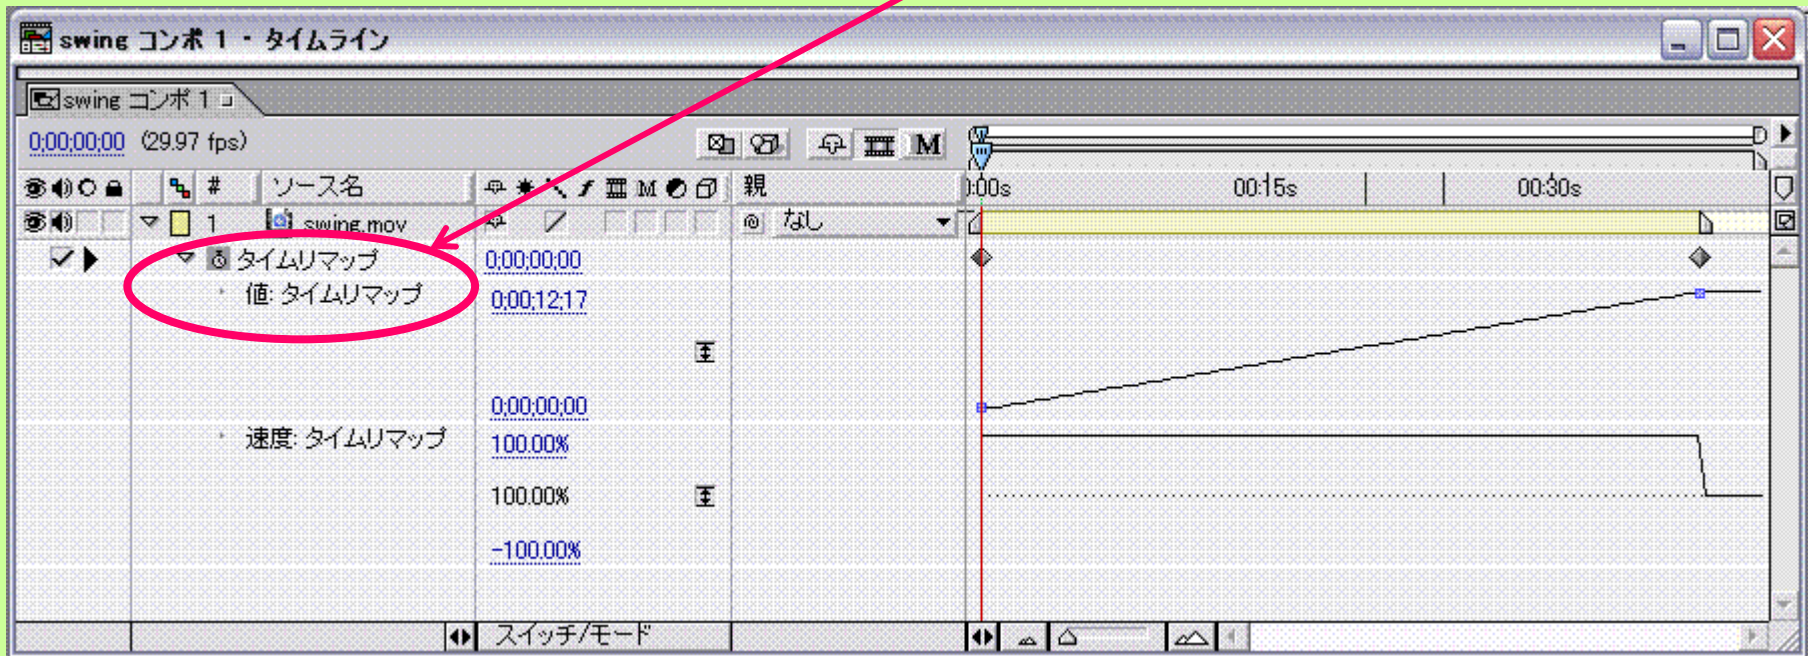 swing コンポ 1 • タイムライン
swing コンポ 1
0;00;00;00 (29.97 fps) M
# ソース名 M 親 :00s 00:15s 00:30s
1 swing.mov なし
タイムリマップ 0;00;00;00
値: タイムリマップ 0;00;12;17
0;00;00;00
速度: タイムリマップ 100.00%
100.00%
-100.00%
スイッチ/モード